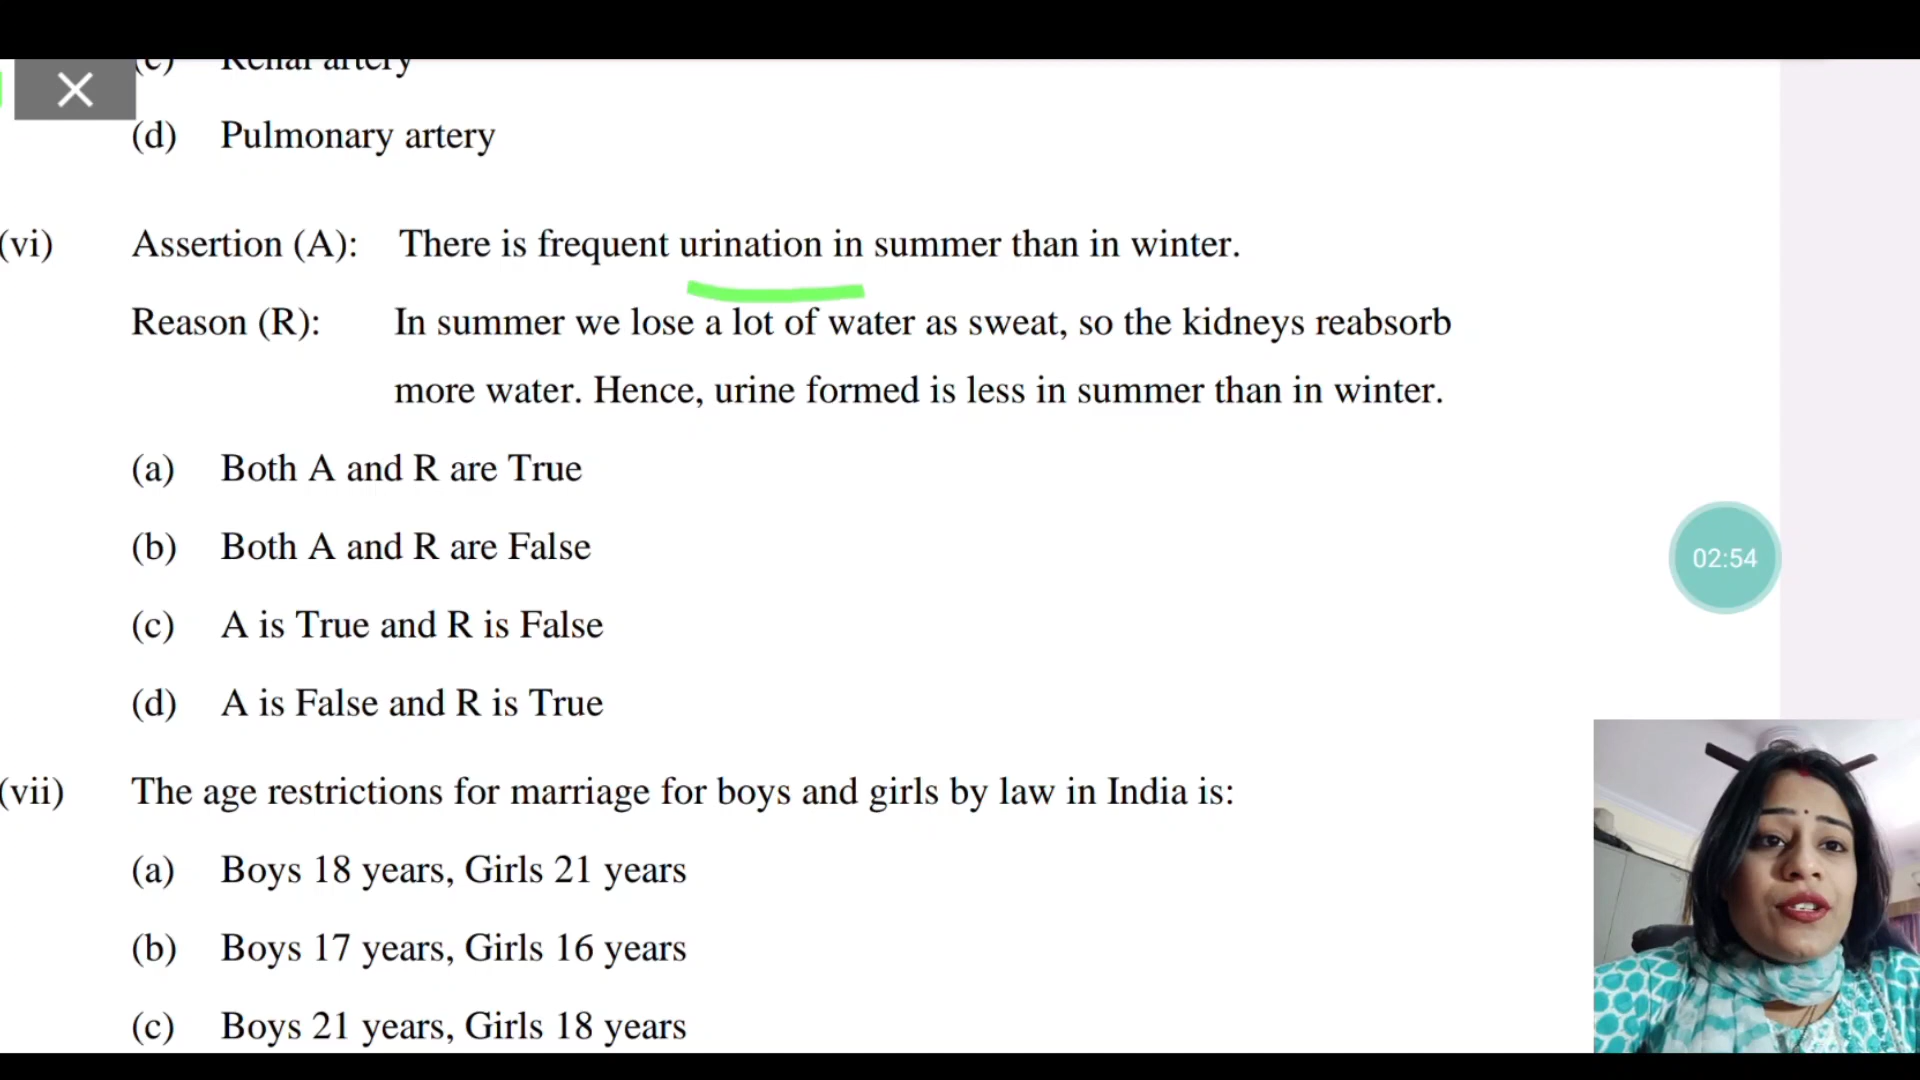 (c) Renal artery
(d) Pulmonary artery
(vi) Assertion (A): There is frequent urination in summer than in winter.
Reason (R): In summer we lose a lot of water as sweat, so the kidneys reabsorb
more water. Hence, urine formed is less in summer than in winter.
(a) Both A and R are True
(b) Both A and R are False
(c) A is True and R is False
(d) A is False and R is True
02:54
(vii) The age restrictions for marriage for boys and girls by law in India is:
(a) Boys 18 years, Girls 21 years
(b) Boys 17 years, Girls 16 years
(c) Boys 21 years, Girls 18 years